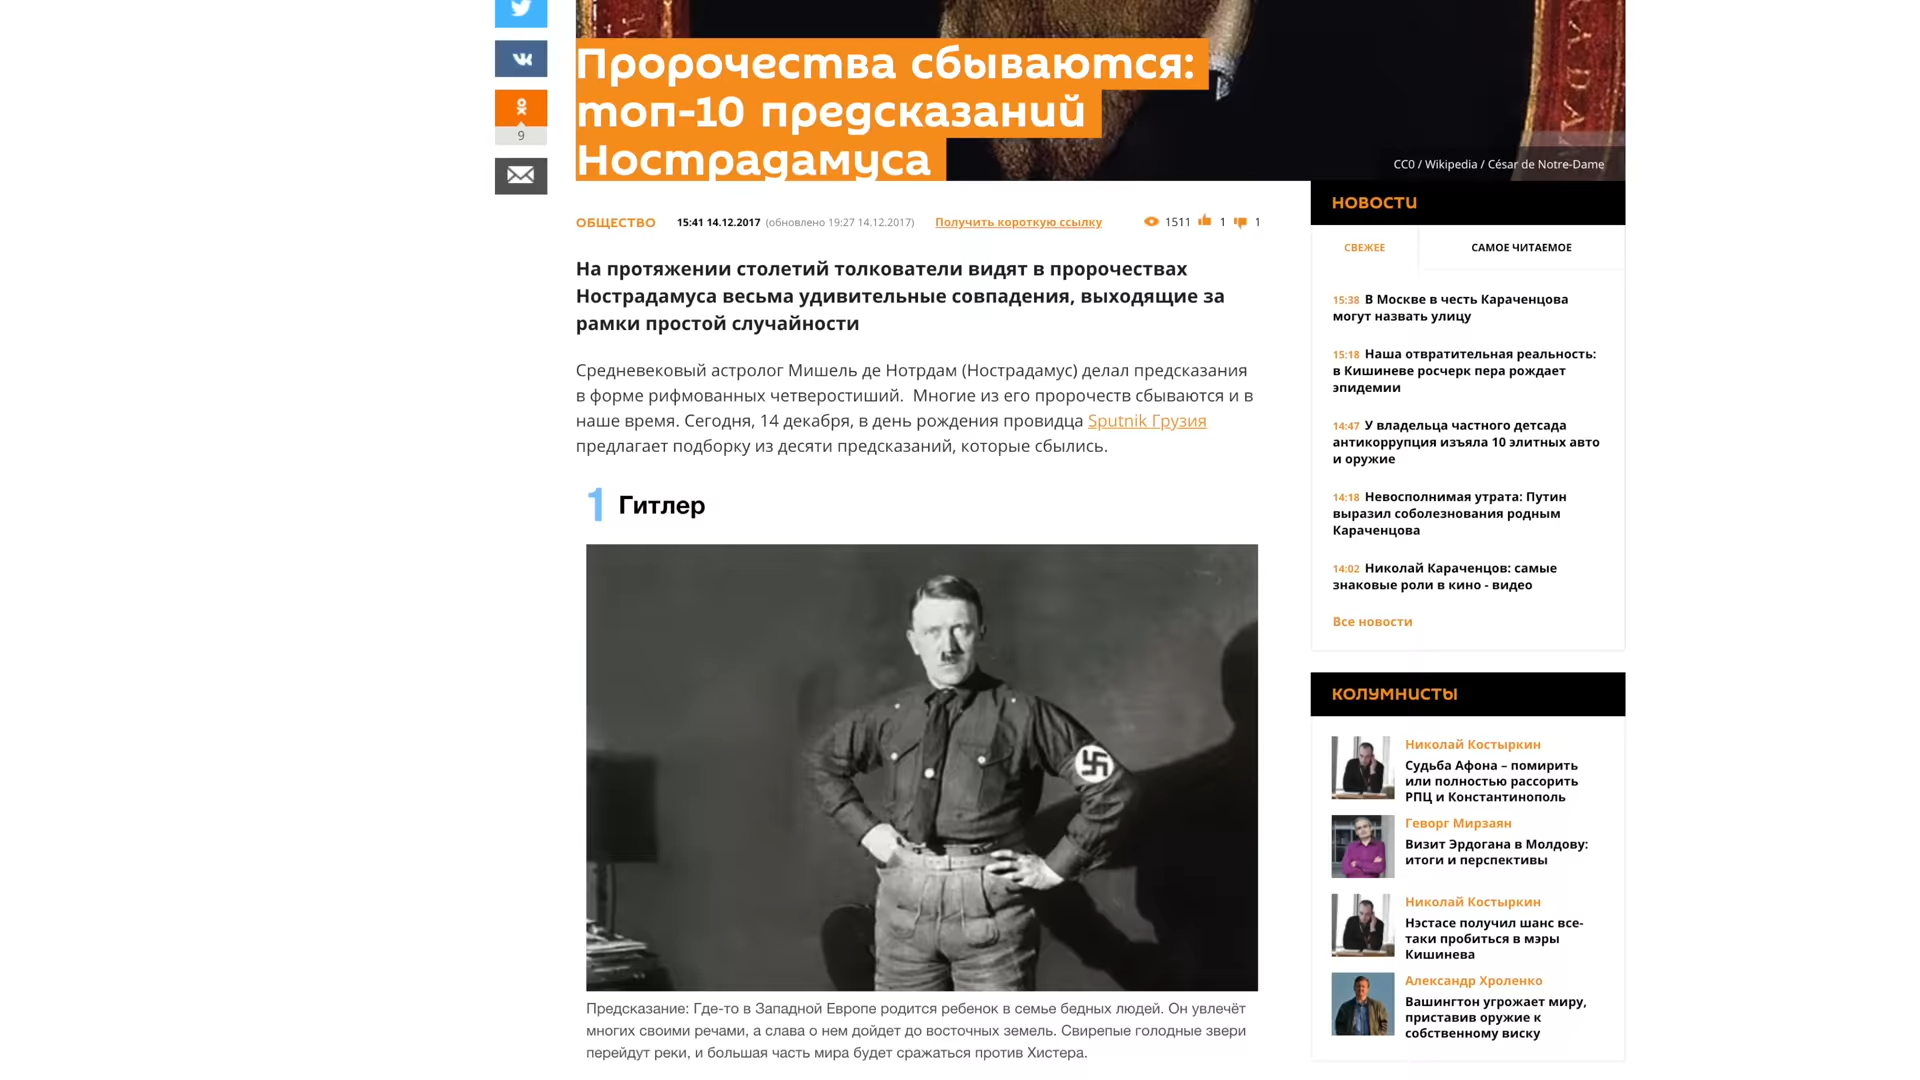 Пророчества сбываются:
топ-10 предсказаний
Нострадамуса
CC0 / Wikipedia / César de Notre-Dame
9
ОБЩЕСТВО 15:41 14.12.2017 (обновлено 19:27 14.12.2017) Получить короткую ссылку 1511 1 1
На протяжении столетий толкователи видят в пророчествах
Нострадамуса весьма удивительные совпадения, выходящие за
рамки простой случайности
Средневековый астролог Мишель де Нотрдам (Нострадамус) делал предсказания
в форме рифмованных четверостиший. Многие из его пророчеств сбываются и в
наше время. Сегодня, 14 декабря, в день рождения провидца Sputnik Грузия
предлагает подборку из десяти предсказаний, которые сбылись.
1 Гитлер
Предсказание: Где-то в Западной Европе родится ребенок в семье бедных людей. Он увлечёт
многих своими речами, а слава о нем дойдет до восточных земель. Свирепые голодные звери
перейдут реки, и большая часть мира будет сражаться против Хистера.
НОВОСТИ
СВЕЖЕЕ САМОЕ ЧИТАЕМОЕ
15:38 В Москве в честь Караченцова
могут назвать улицу
15:18 Наша отвратительная реальность:
в Кишиневе росчерк пера рождает
эпидемии
14:47 У владельца частного детсада
антикоррупция изъяла 10 элитных авто
и оружие
14:18 Невосполнимая утрата: Путин
выразил соболезнования родным
Караченцова
14:02 Николай Караченцов: самые
знаковые роли в кино - видео
Все новости
КОЛУМНИСТЫ
Николай Костыркин
Судьба Афона – помирить
или полностью рассорить
РПЦ и Константинополь
Геворг Мирзаян
Визит Эрдогана в Молдову:
итоги и перспективы
Николай Костыркин
Нэстасе получил шанс все-
таки пробиться в мэры
Кишинева
Александр Хроленко
Вашингтон угрожает миру,
приставив оружие к
собственному виску